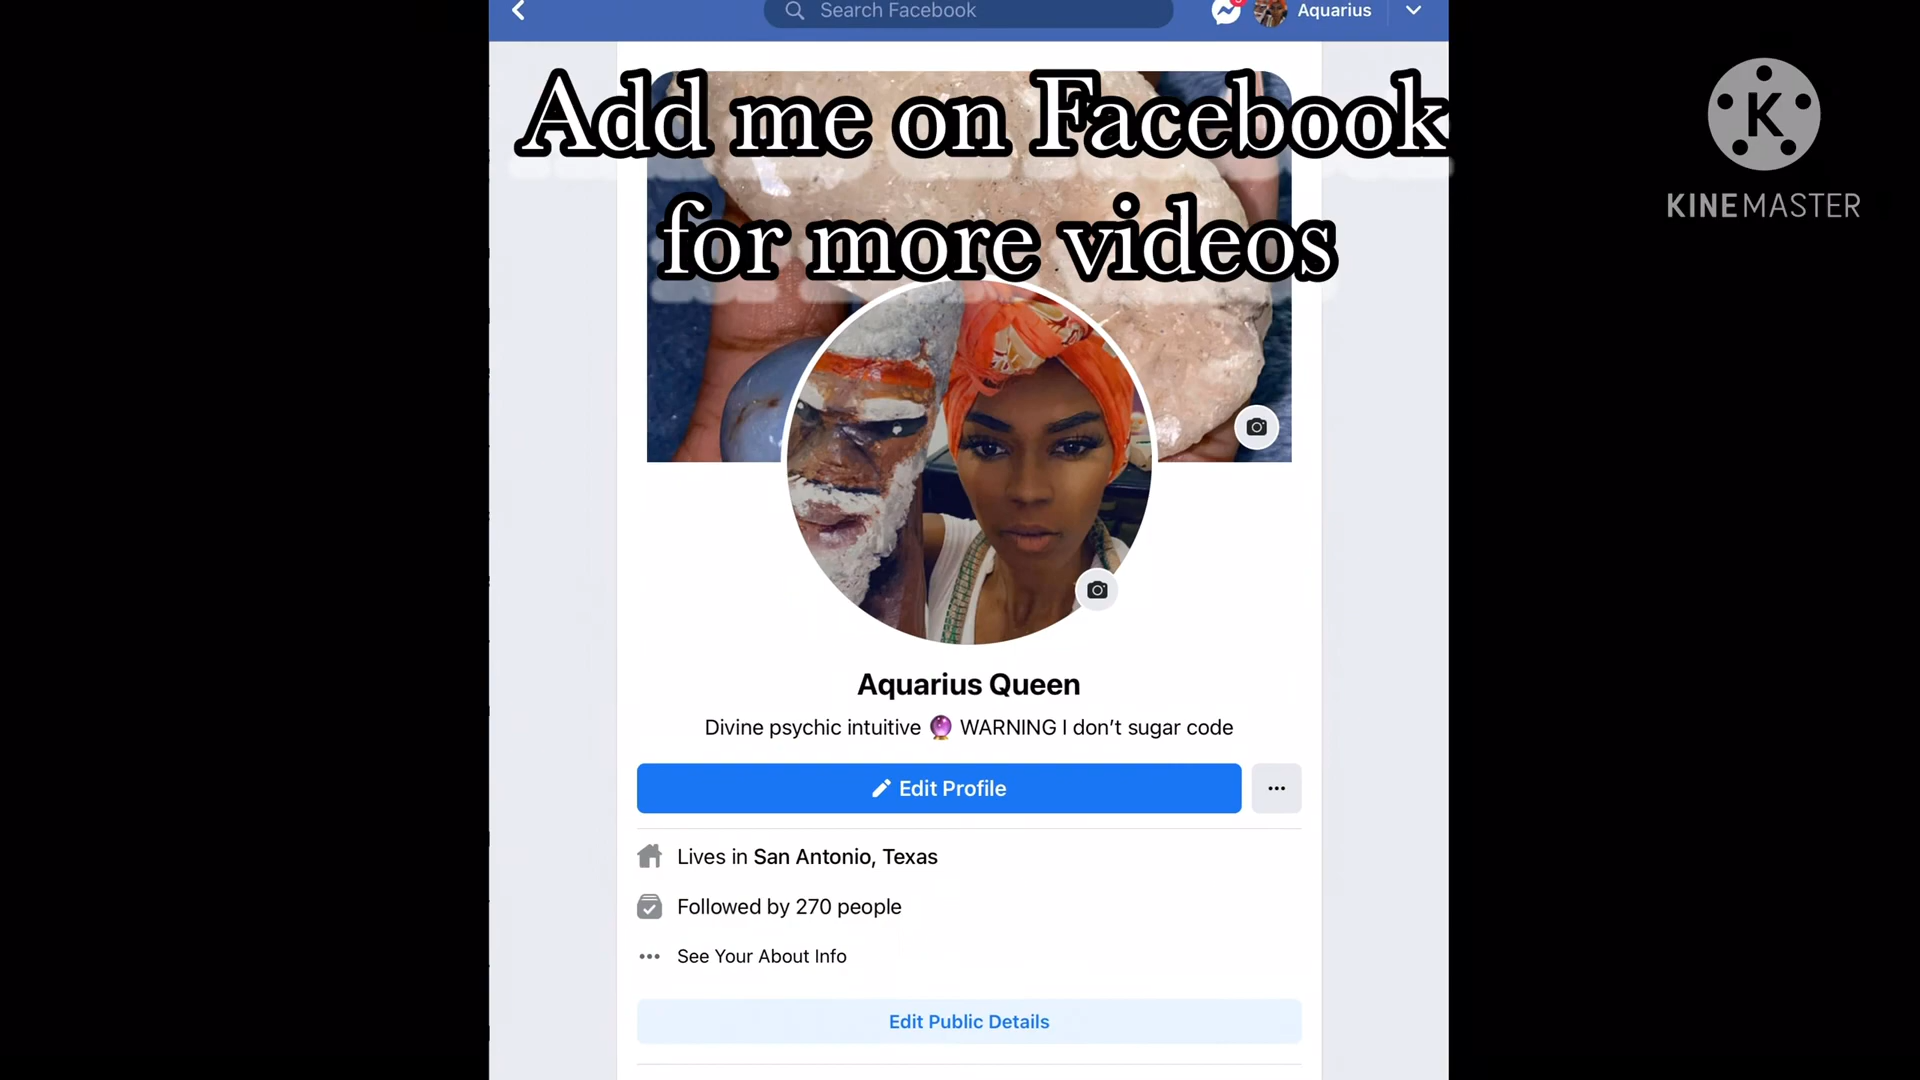 Search Facebook
Aquarius
Add me on Facebook
for more videos
K
KINEMASTER
Aquarius Queen
Divine psychic intuitive 🔮 WARNING I don’t sugar code
Edit Profile
Lives in San Antonio, Texas
Followed by 270 people
See Your About Info
Edit Public Details